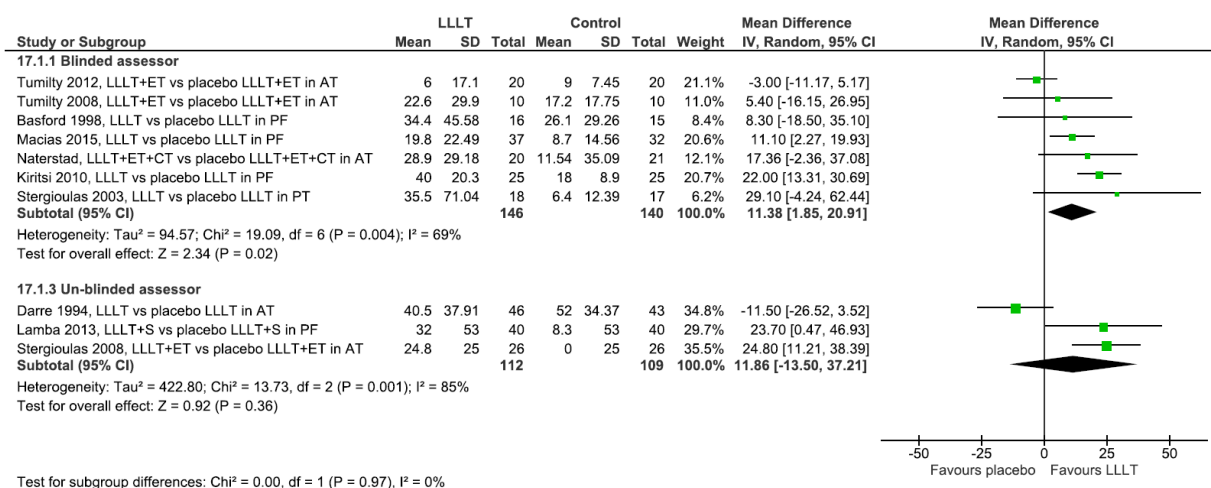 LLLT Control Mean Difference Mean Difference
Study or Subgroup Mean SD Total Mean SD Total Weight IV, Random, 95% CI IV, Random, 95% CI
17.1.1 Blinded assessor
Tumilty 2012, LLLT+ET vs placebo LLLT+ET in AT 6 17.1 20 9 7.45 20 21.1% -3.00 [-11.17, 5.17]
Tumilty 2008, LLLT+ET vs placebo LLLT+ET in AT 22.6 29.9 10 17.2 17.75 10 11.0% 5.40 [-16.15, 26.95]
Basford 1998, LLLT vs placebo LLLT in PF 34.4 45.58 16 26.1 29.26 15 8.4% 8.30 [-18.50, 35.10]
Macias 2015, LLLT vs placebo LLLT in PF 19.8 22.49 37 8.7 14.56 32 20.6% 11.10 [2.27, 19.93]
Naterstad, LLLT+ET+CT vs placebo LLLT+ET+CT in AT 28.9 29.18 20 11.54 35.09 21 12.1% 17.36 [-2.36, 37.08]
Kiritsi 2010, LLLT vs placebo LLLT in PF 40 20.3 25 18 8.9 25 20.7% 22.00 [13.31, 30.69]
Stergioulas 2003, LLLT vs placebo LLLT in PT 35.5 71.04 18 6.4 12.39 17 6.2% 29.10 [-4.24, 62.44]
Subtotal (95% CI) 146 140 100.0% 11.38 [1.85, 20.91]
Heterogeneity: Tau² = 94.57; Chi² = 19.09, df = 6 (P = 0.004); I² = 69%
Test for overall effect: Z = 2.34 (P = 0.02)
17.1.3 Un-blinded assessor
Darre 1994, LLLT vs placebo LLLT in AT 40.5 37.91 46 52 34.37 43 34.8% -11.50 [-26.52, 3.52]
Lamba 2013, LLLT+S vs placebo LLLT+S in PF 32 53 40 8.3 53 40 29.7% 23.70 [0.47, 46.93]
Stergioulas 2008, LLLT+ET vs placebo LLLT+ET in AT 24.8 25 26 0 25 26 35.5% 24.80 [11.21, 38.39]
Subtotal (95% CI) 112 109 100.0% 11.86 [-13.50, 37.21]
Heterogeneity: Tau² = 422.80; Chi² = 13.73, df = 2 (P = 0.001); I² = 85%
Test for overall effect: Z = 0.92 (P = 0.36)
-50 -25 0 25 50
Favours placebo Favours LLLT
Test for subgroup differences: Chi² = 0.00, df = 1 (P = 0.97), I² = 0%